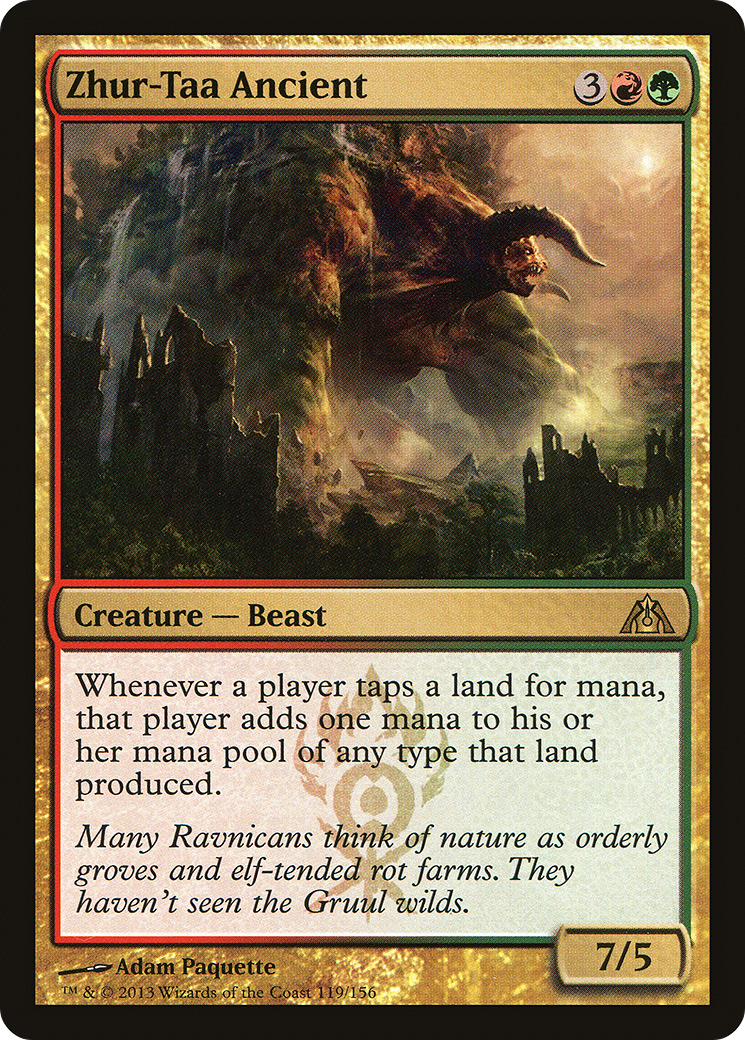 Zhur-Taa Ancient
3
Creature — Beast
Whenever a player taps a land for mana,
that player adds one mana to his or
her mana pool of any type that land
produced.
Many Ravnicans think of nature as orderly
groves and elf-tended rot farms. They
haven't seen the Gruul wilds.
7/5
Adam Paquette
™ & © 2013 Wizards of the Coast 119/156